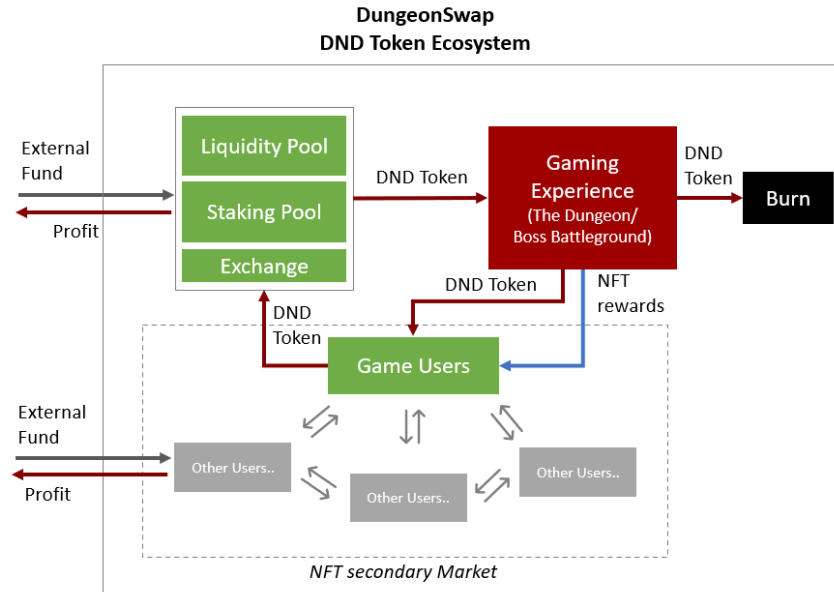 DungeonSwap
DND Token Ecosystem
External
Fund
Profit
Liquidity Pool
Staking Pool
Exchange
DND Token
Gaming
Experience
(The Dungeon/
Boss Battleground)
DND
Token
Burn
DND Token
NFT
rewards
DND
Token
Game Users
External
Fund
Profit
Other Users..
Other Users..
Other Users..
NFT secondary Market